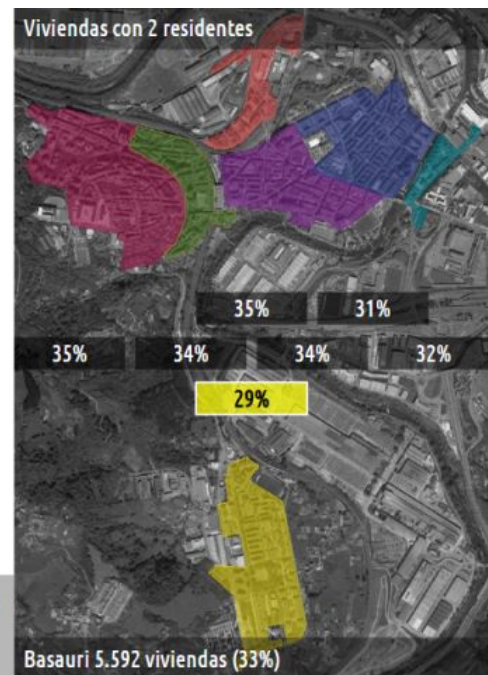 Viviendas con 2 residentes
35% 31%
35% 34% 34% 32%
29%
Basauri 5.592 viviendas (33%)